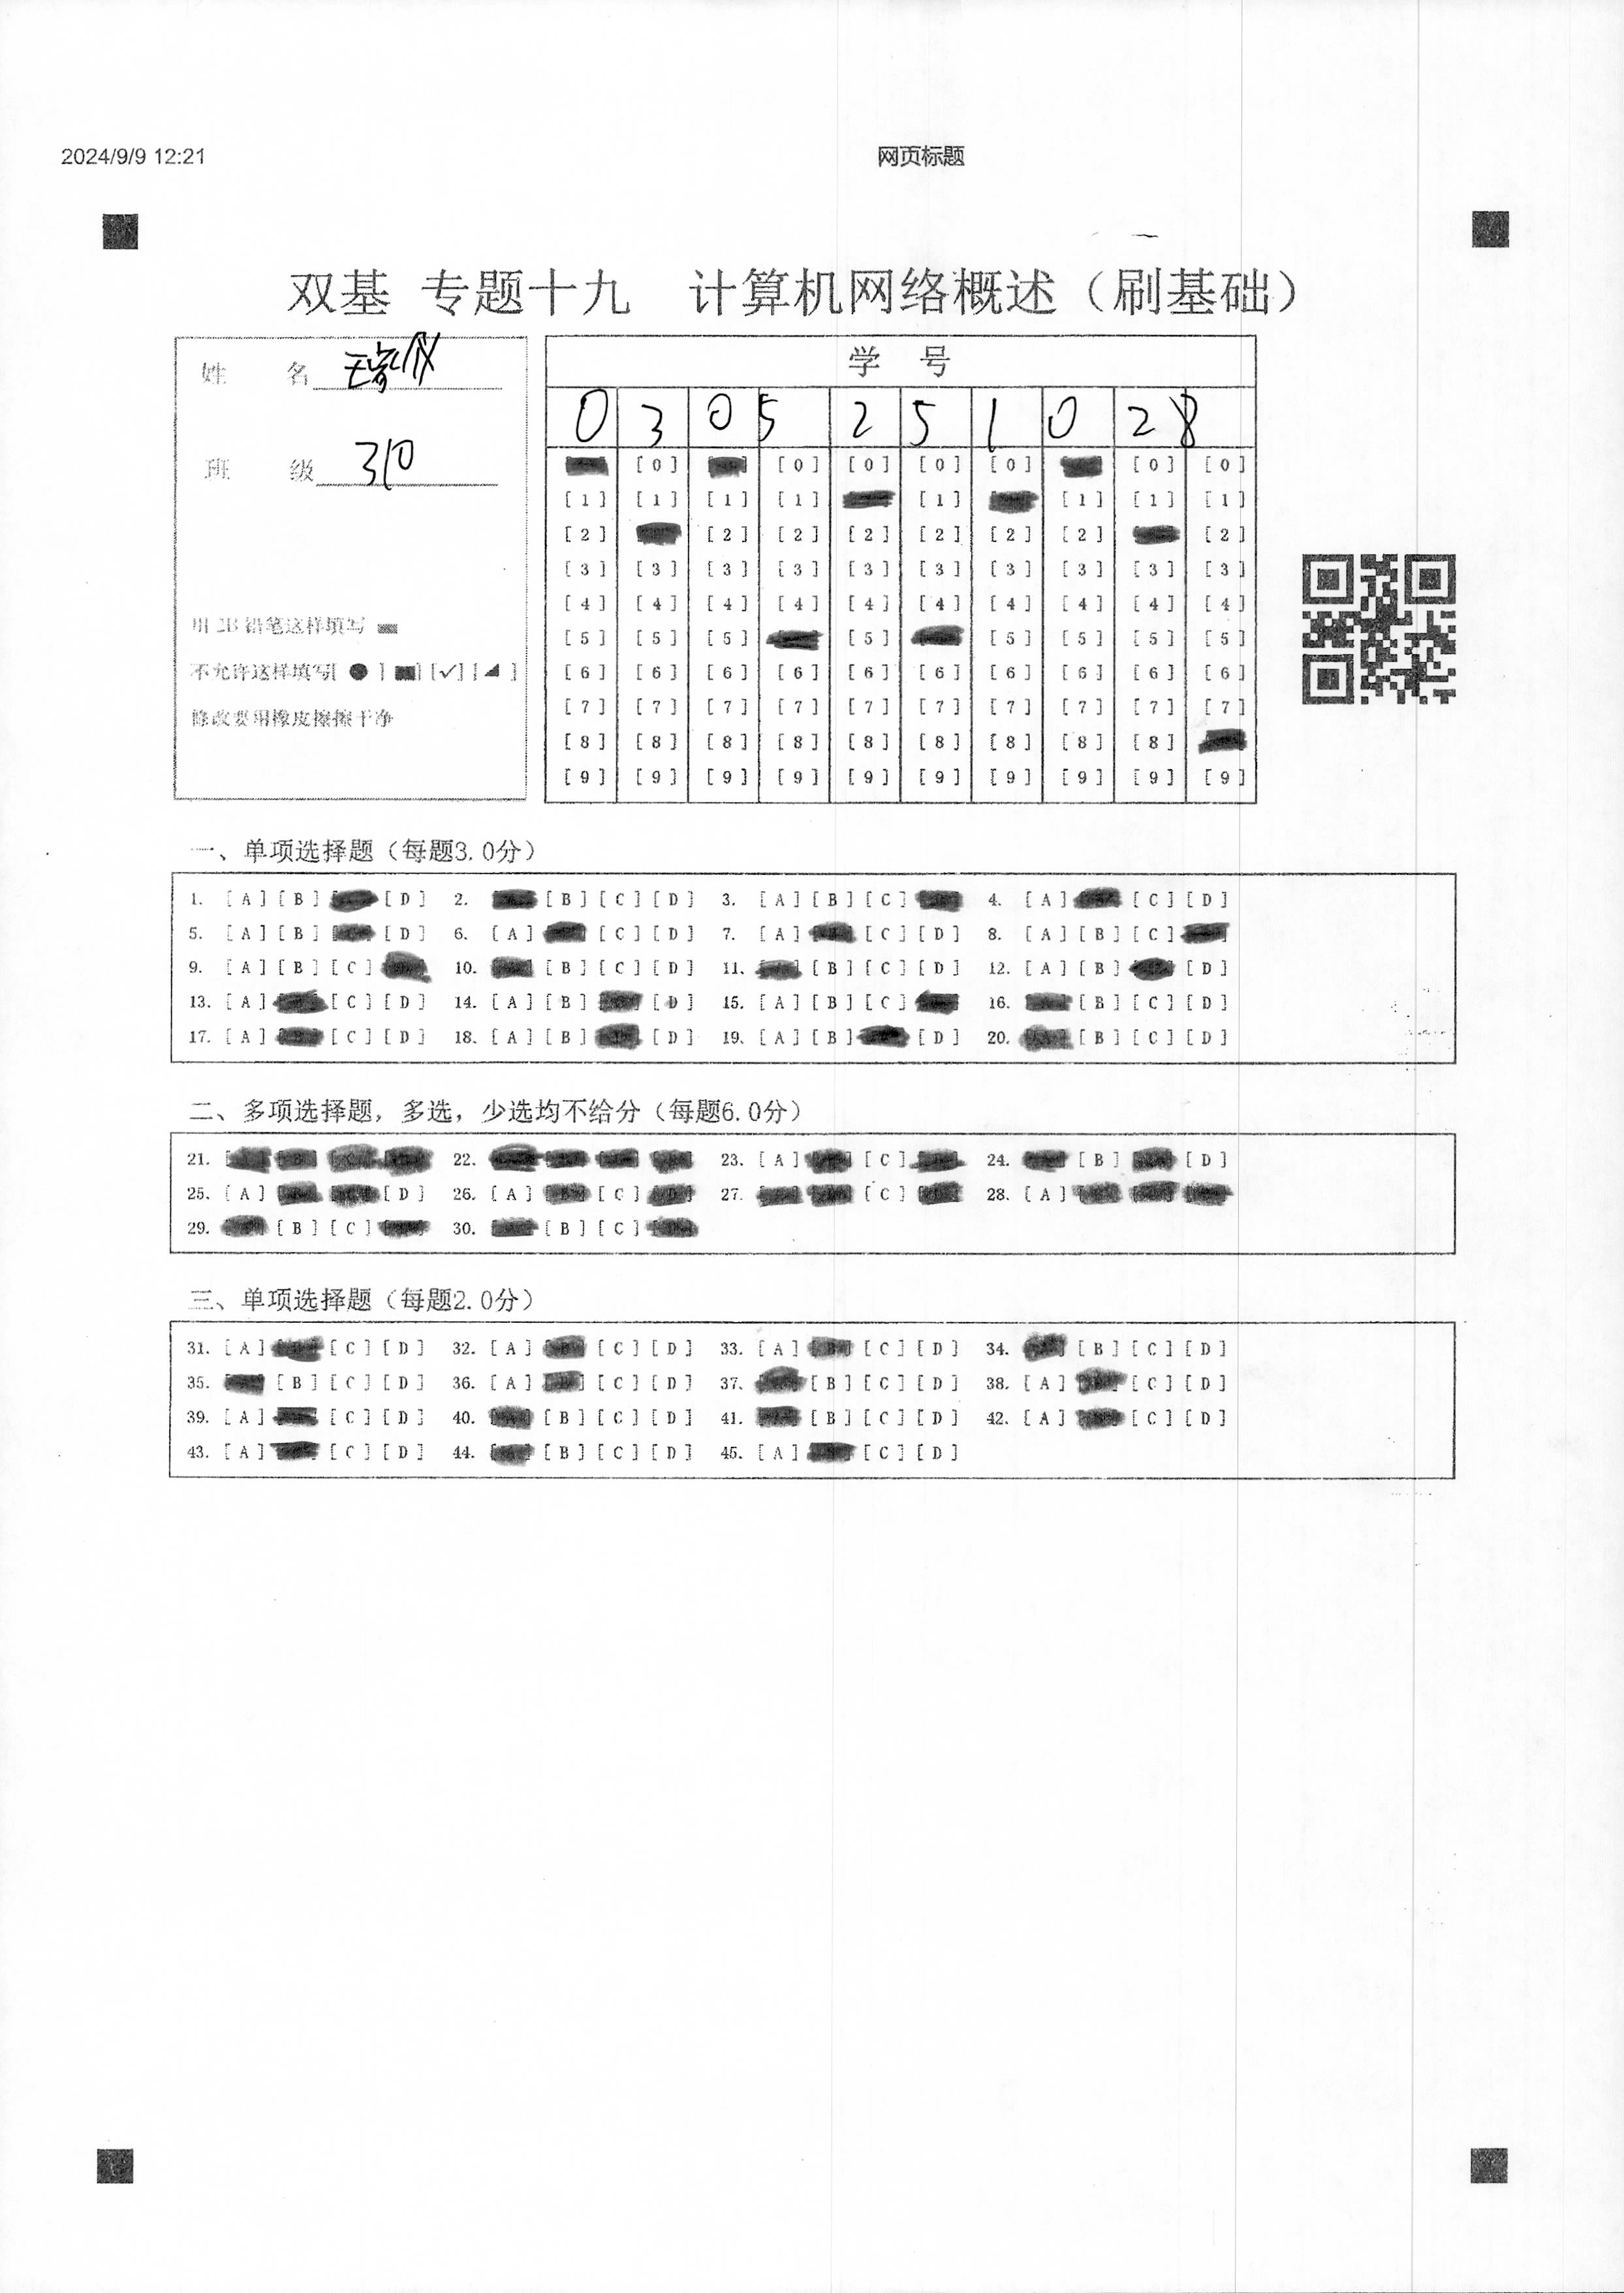 2024/9/9 12:21 网页标题
双基 专题十九 计算机网络概述（刷基础）
姓 名
班 级 310
用 2B 铅笔这样填写
不允许这样填写[ ● ] [■] [✓] [◢ ]
修改要用橡皮擦擦干净
学 号
0 3 0 5 2 5 1 0 2 8
[0] [0] [0] [0] [0] [0] [0]
[1] [1] [1] [1] [1] [1] [1] [1]
[2] [2] [2] [2] [2] [2] [2] [2]
[3] [3] [3] [3] [3] [3] [3] [3] [3] [3]
[4] [4] [4] [4] [4] [4] [4] [4] [4] [4]
[5] [5] [5] [5] [5] [5] [5] [5]
[6] [6] [6] [6] [6] [6] [6] [6] [6] [6]
[7] [7] [7] [7] [7] [7] [7] [7] [7] [7]
[8] [8] [8] [8] [8] [8] [8] [8] [8]
[9] [9] [9] [9] [9] [9] [9] [9] [9] [9]
一、单项选择题（每题3.0分）
1. [A] [B] [D] 2. [B] [C] [D] 3. [A] [B] [C] 4. [A] [C] [D]
5. [A] [B] [D] 6. [A] [C] [D] 7. [A] [C] [D] 8. [A] [B] [C]
9. [A] [B] [C] 10. [B] [C] [D] 11. [B] [C] [D] 12. [A] [B] [D]
13. [A] [C] [D] 14. [A] [B] [D] 15. [A] [B] [C] 16. [B] [C] [D]
17. [A] [C] [D] 18. [A] [B] [D] 19. [A] [B] [D] 20. [B] [C] [D]
二、多项选择题，多选，少选均不给分（每题6.0分）
21. 22. 23. [A] [C] 24. [B] [D]
25. [A] [D] 26. [A] [C] 27. [C] 28. [A]
29. [B] [C] 30. [B] [C]
三、单项选择题（每题2.0分）
31. [A] [C] [D] 32. [A] [C] [D] 33. [A] [C] [D] 34. [B] [C] [D]
35. [B] [C] [D] 36. [A] [C] [D] 37. [B] [C] [D] 38. [A] [C] [D]
39. [A] [C] [D] 40. [B] [C] [D] 41. [B] [C] [D] 42. [A] [C] [D]
43. [A] [C] [D] 44. [B] [C] [D] 45. [A] [C] [D]